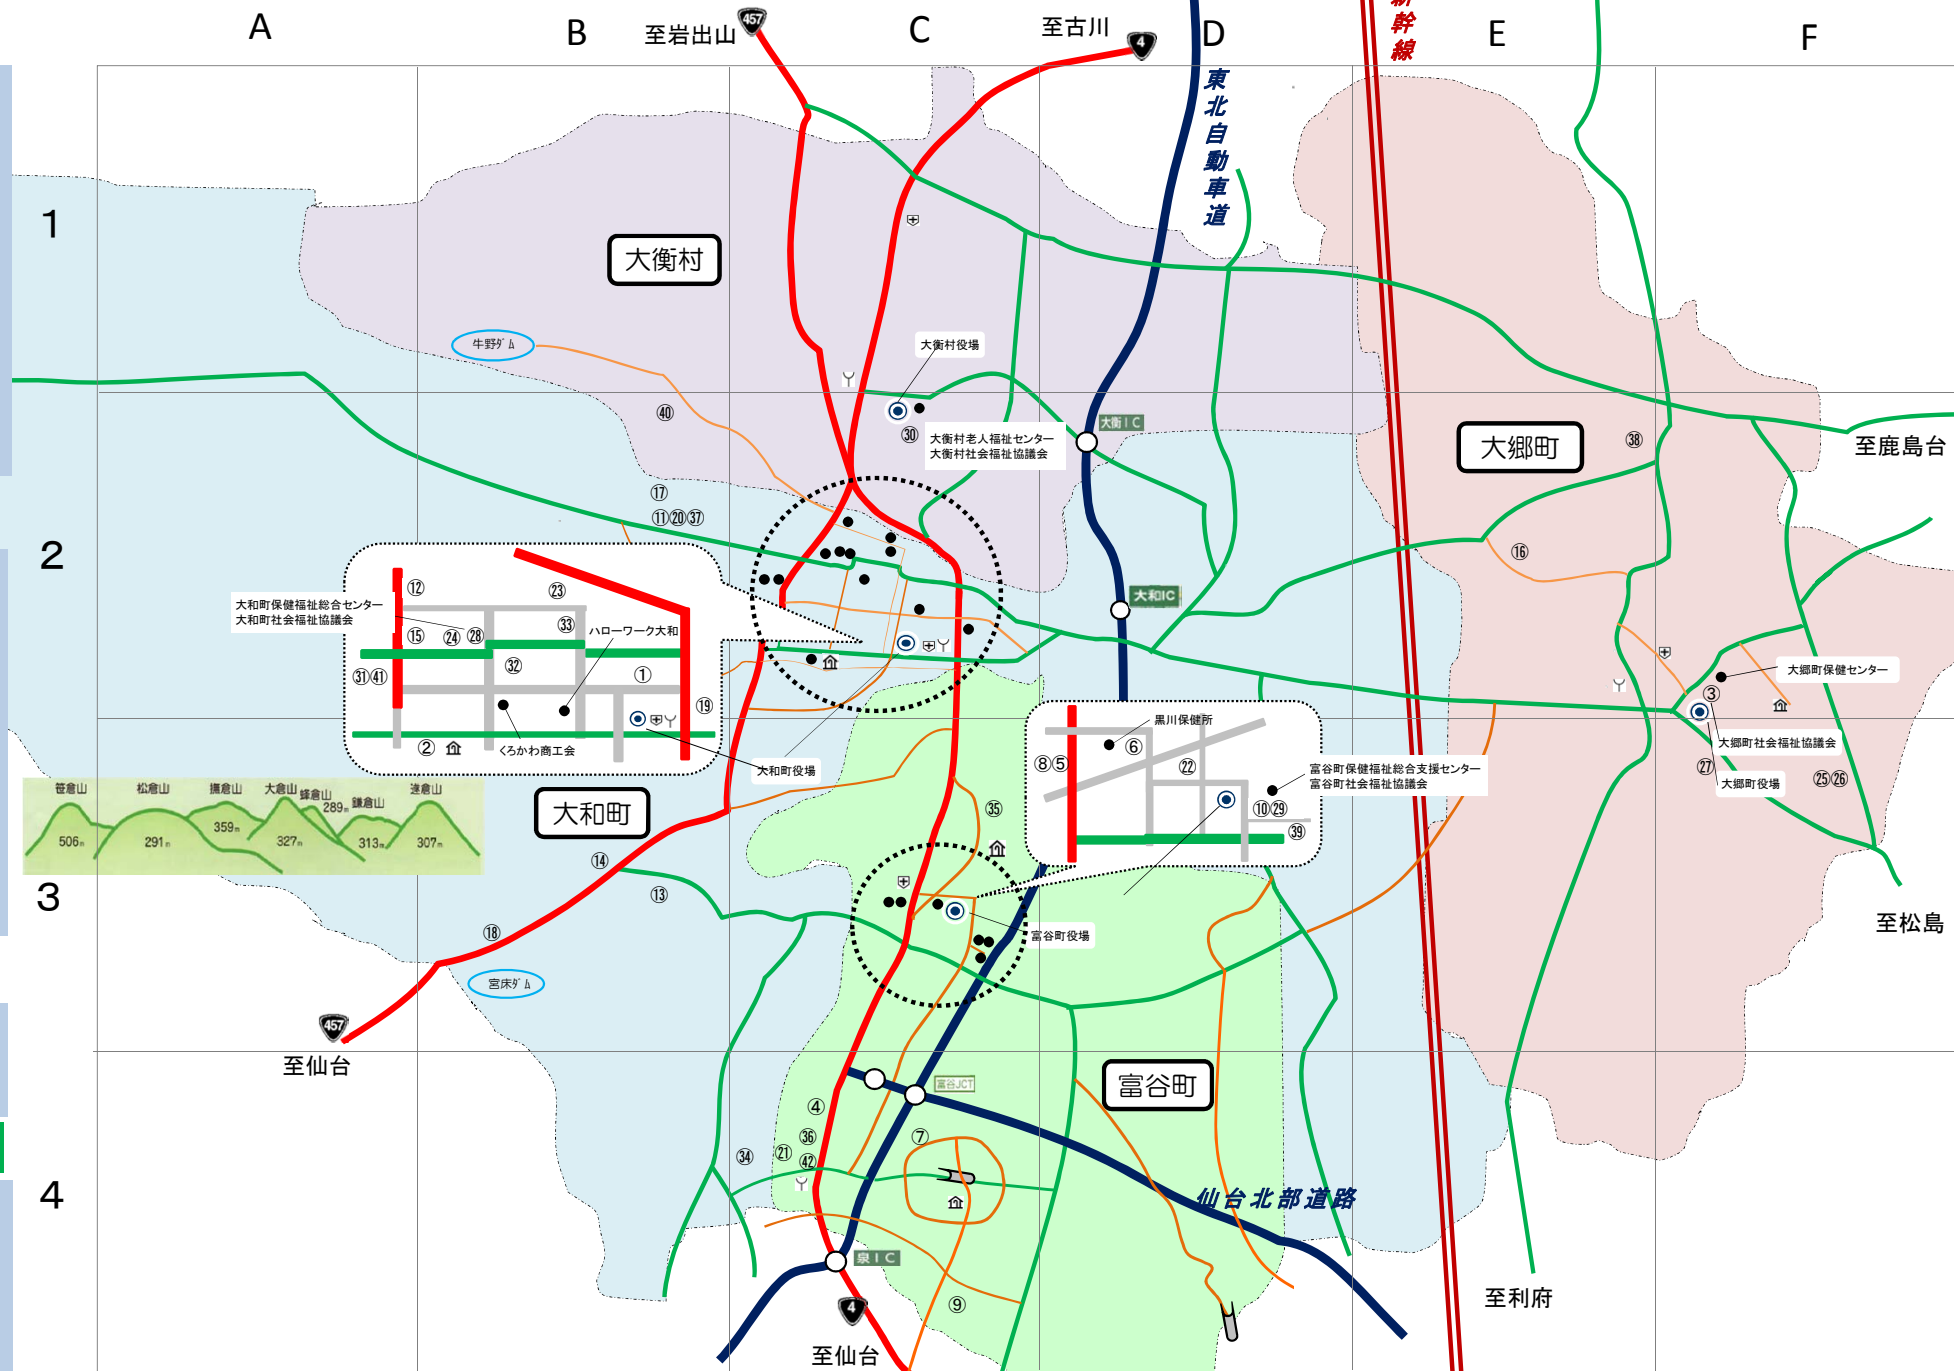 A
B
C
D
E
F
457
至岩出山
至古川
4
新幹線
東北自動車道
1
大衡村
牛野ﾀﾞﾑ
大衡村役場
㊵
㉚
大衡村老人福祉センター
大衡村社会福祉協議会
大衡IC
大郷町
㊳
至鹿島台
⑰
⑪⑳㊲
2
⑯
大和IC
大和町保健福祉総合センター
大和町社会福祉協議会
⑫
㉓
⑮
㉔
㉘
㉝
ハローワーク大和
㉜
㉛㊶
①
⑲
②
くろかわ商工会
大和町役場
大郷町保健センター
③
大郷町社会福祉協議会
大郷町役場
㉗
㉕㉖
黒川保健所
⑧⑤
⑥
㉒
富谷町保健福祉総合支援センター
富谷町社会福祉協議会
⑩㉙
㊴
笹倉山
506m
松倉山
291m
撫倉山
359m
大倉山
327m
蜂倉山
289m
鎌倉山
313m
遂倉山
307m
大和町
㉟
⑭
⑬
3
⑱
富谷町役場
至松島
宮床ﾀﾞﾑ
457
至仙台
富谷JCT
富谷町
④
㊱
⑦
㉞
㉑
㊷
4
仙台北部道路
泉IC
4
⑨
至利府
至仙台